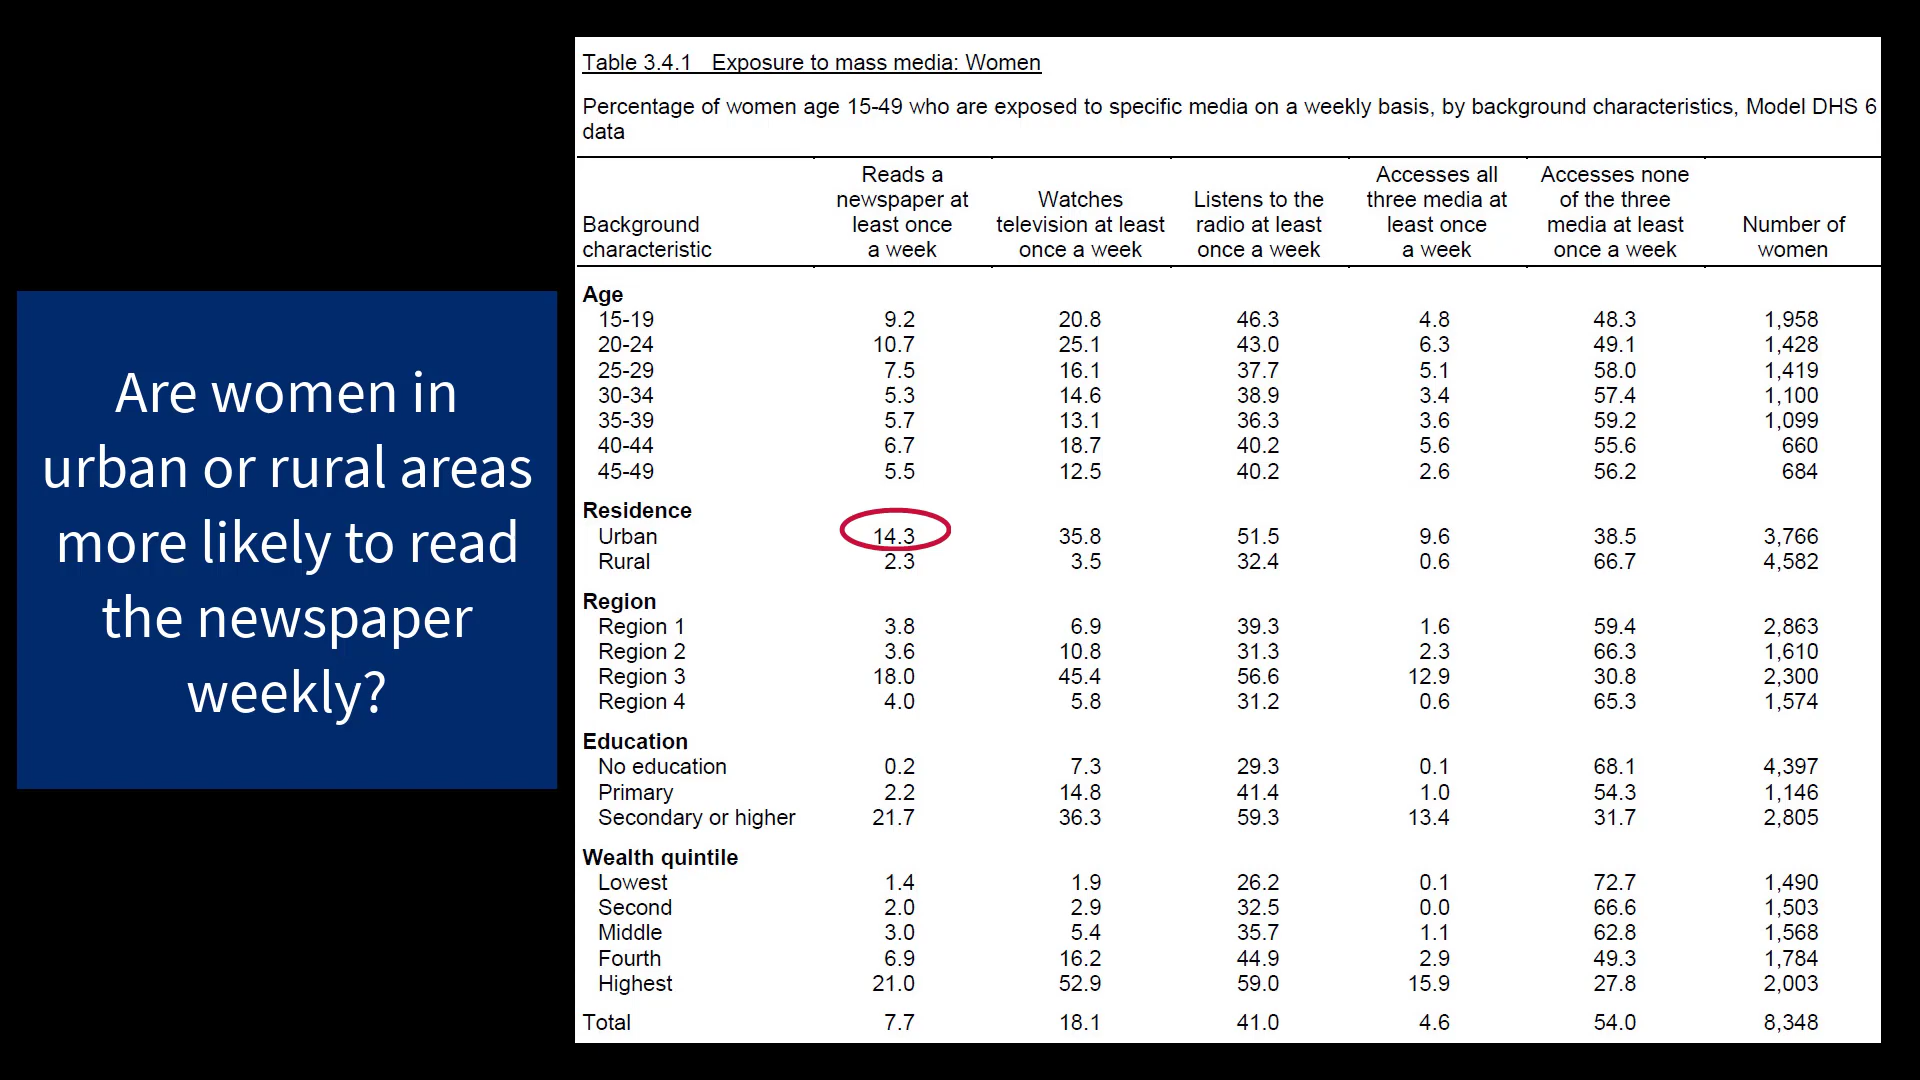 Are women in
urban or rural areas
more likely to read
the newspaper
weekly?
Table 3.4.1 Exposure to mass media: Women
Percentage of women age 15-49 who are exposed to specific media on a weekly basis, by background characteristics, Model DHS 6
data
Background characteristic Reads a newspaper at least once a week Watches television at least once a week Listens to the radio at least once a week Accesses all three media at least once a week Accesses none of the three media at least once a week Number of women
Age
15-19 9.2 20.8 46.3 4.8 48.3 1,958
20-24 10.7 25.1 43.0 6.3 49.1 1,428
25-29 7.5 16.1 37.7 5.1 58.0 1,419
30-34 5.3 14.6 38.9 3.4 57.4 1,100
35-39 5.7 13.1 36.3 3.6 59.2 1,099
40-44 6.7 18.7 40.2 5.6 55.6 660
45-49 5.5 12.5 40.2 2.6 56.2 684
Residence
Urban 14.3 35.8 51.5 9.6 38.5 3,766
Rural 2.3 3.5 32.4 0.6 66.7 4,582
Region
Region 1 3.8 6.9 39.3 1.6 59.4 2,863
Region 2 3.6 10.8 31.3 2.3 66.3 1,610
Region 3 18.0 45.4 56.6 12.9 30.8 2,300
Region 4 4.0 5.8 31.2 0.6 65.3 1,574
Education
No education 0.2 7.3 29.3 0.1 68.1 4,397
Primary 2.2 14.8 41.4 1.0 54.3 1,146
Secondary or higher 21.7 36.3 59.3 13.4 31.7 2,805
Wealth quintile
Lowest 1.4 1.9 26.2 0.1 72.7 1,490
Second 2.0 2.9 32.5 0.0 66.6 1,503
Middle 3.0 5.4 35.7 1.1 62.8 1,568
Fourth 6.9 16.2 44.9 2.9 49.3 1,784
Highest 21.0 52.9 59.0 15.9 27.8 2,003
Total 7.7 18.1 41.0 4.6 54.0 8,348